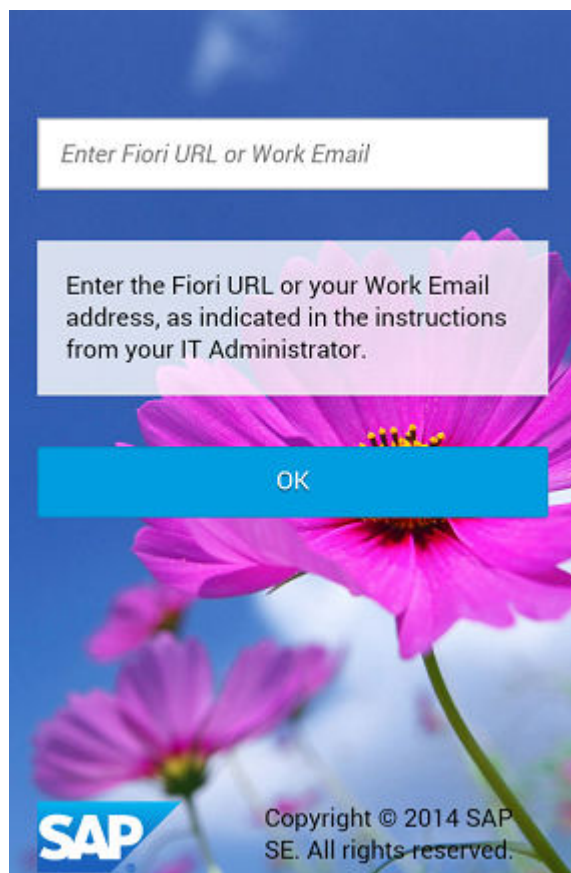 Enter Fiori URL or Work Email
Enter the Fiori URL or your Work Email
address, as indicated in the instructions
from your IT Administrator.
OK
SAP
Copyright © 2014 SAP
SE. All rights reserved.